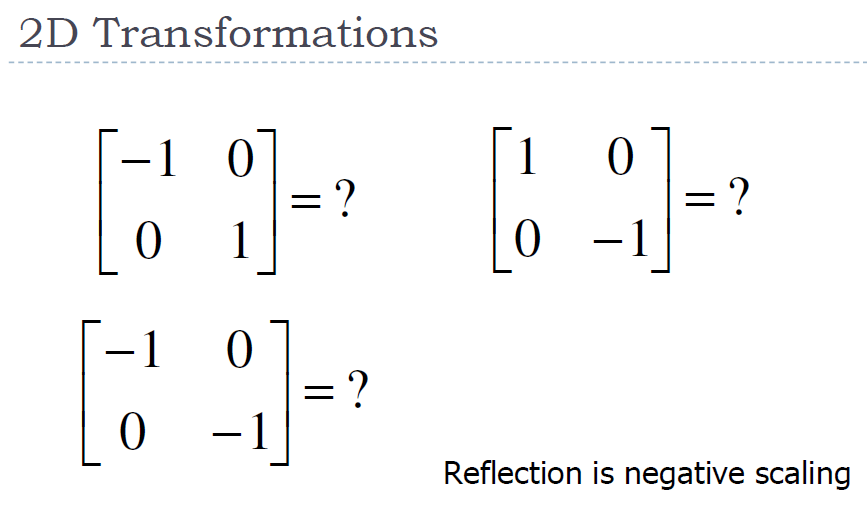 2D Transformations
[−1 0
0 1] = ?
[1 0
0 −1] = ?
[−1 0
0 −1] = ?
Reflection is negative scaling